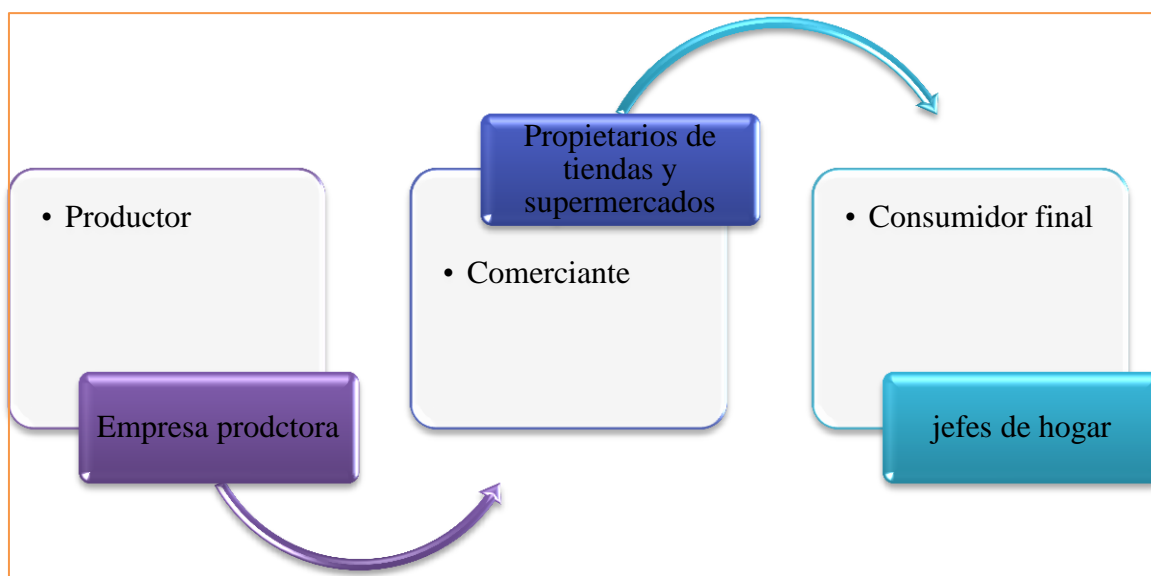 • Productor
Empresa prodctora
Propietarios de
tiendas y
supermercados
• Comerciante
• Consumidor final
jefes de hogar